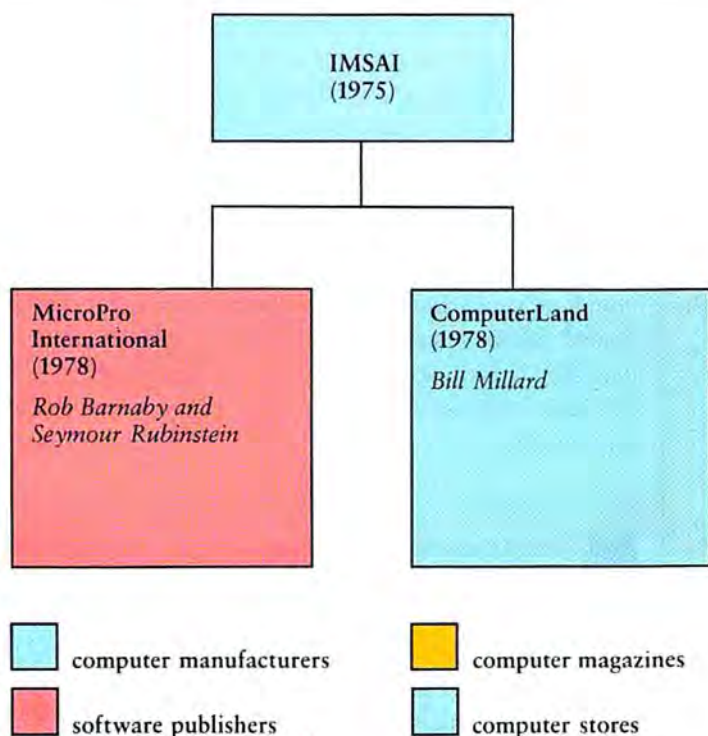 IMSAI
(1975)
MicroPro
International
(1978)
Rob Barnaby and
Seymour Rubinstein
ComputerLand
(1978)
Bill Millard
computer manufacturers
software publishers
computer magazines
computer stores